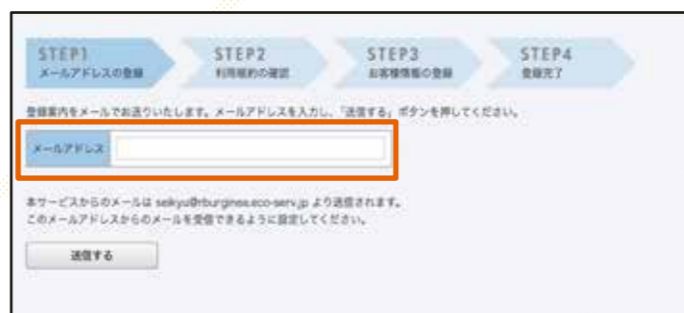 STEP1
メールアドレスの登録
STEP2
利用規約の確認
STEP3
お客様情報の登録
STEP4
登録完了
登録案内をメールでお送りいたします。メールアドレスを入力し、「送信する」ボタンを押してください。
メールアドレス
本サービスからのメールは より送信されます。
このメールアドレスからのメールを受信できるように設定してください。
送信する